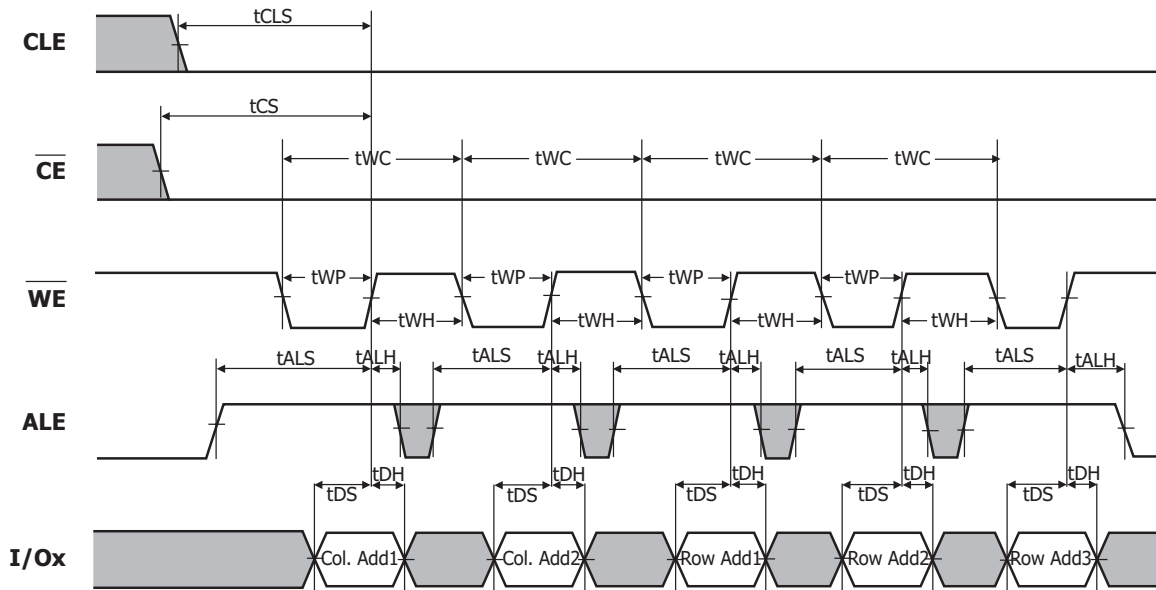 tCLS
CLE
tCS
tWC tWC tWC tWC
CE
tWP tWP tWP tWP
WE
tWH tWH tWH tWH
tALS tALH tALS tALH tALS tALH tALS tALH tALS tALH
ALE
tDS tDH tDS tDH tDS tDH tDS tDH tDS tDH
I/Ox Col. Add1 Col. Add2 Row Add1 Row Add2 Row Add3